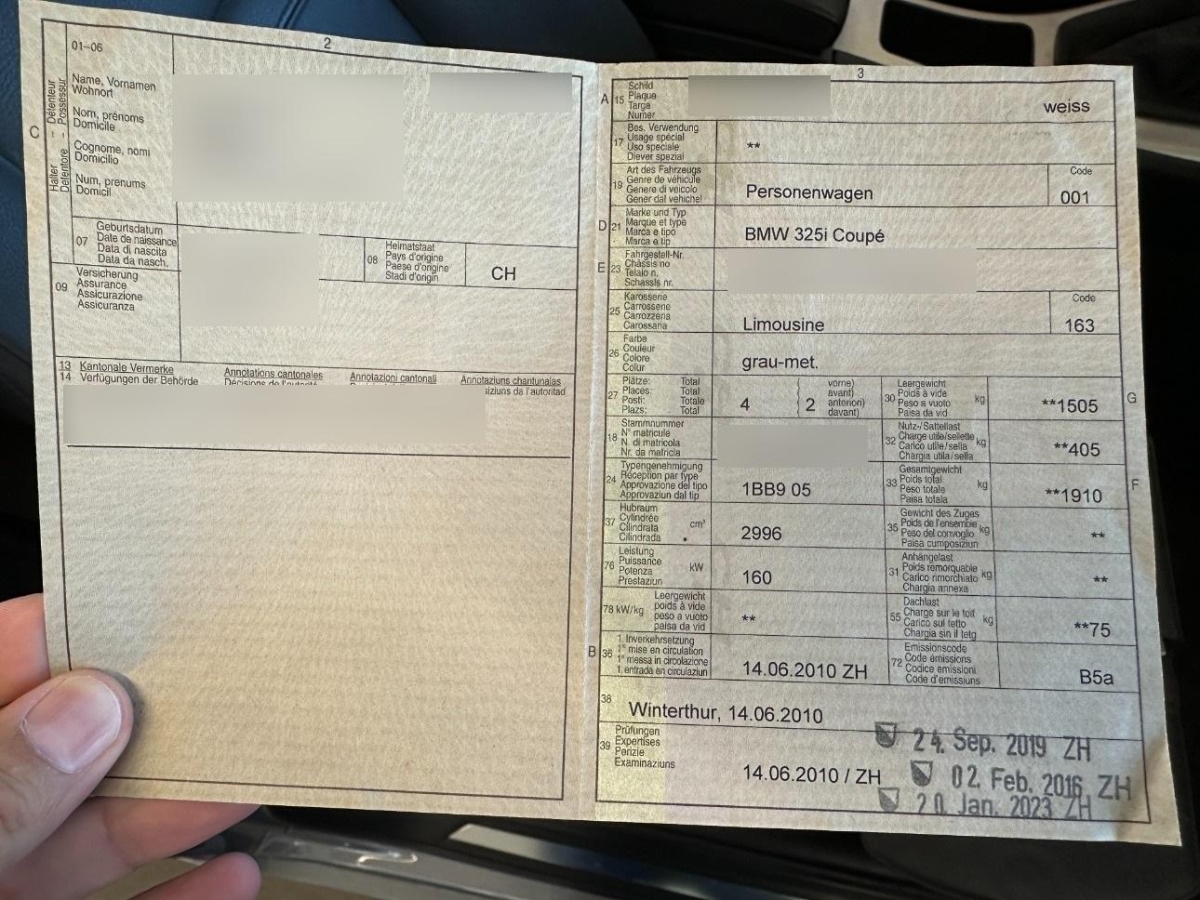 2
01–06
Name, Vornamen
Wohnort
Nom, prénoms
Domicile
Cognome, nomi
Domicilio
Num, prenums
Domicil
C
Halter – Détenteur
Detentore – Possessur
07
Geburtsdatum
Date de naissance
Data di nascita
Data da nasch.
08
Heimatstaat
Pays d'origine
Paese d'origine
Stadi d'origin
CH
09
Versicherung
Assurance
Assicurazione
Assicuranza
13 Kantonale Vermerke Annotations cantonales Annotazioni cantonali Annotaziuns chantunalas
14 Verfügungen der Behörde Décisions de l'autorité iziuns da l'autoritad
3
A 15
Schild
Plaque
Targa
Numer
weiss
17
Bes. Verwendung
Usage spécial
Uso speciale
Diever spezial
**
19
Art des Fahrzeugs
Genre de véhicule
Genere di veicolo
Gener dal vehichel
Personenwagen
Code
001
D 21
Marke und Typ
Marque et type
Marca e tipo
Marca e tip
BMW 325i Coupé
E 23
Fahrgestell-Nr.
Châssis no
Telaio n.
Schassis nr.
25
Karosserie
Carrosserie
Carrozzeria
Carossaria
Limousine
Code
163
26
Farbe
Couleur
Colore
Colur
grau-met.
27
Plätze: Total
Places: Total
Posti: Totale
Plazs: Total
4
2
vorne)
avant)
anteriori)
davant)
30
Leergewicht
Poids à vide
Peso a vuoto
Paisa da vid
kg
**1505
G
18
Stammnummer
N° matricule
N. di matricola
Nr. da matricla
32
Nutz-/Sattellast
Charge utile/sellette
Carico utile/sella
Chargia utila/sella
kg
**405
24
Typengenehmigung
Réception par type
Approvazione del tipo
Approvaziun dal tip
1BB9 05
33
Gesamtgewicht
Poids total
Peso totale
Paisa totala
kg
**1910
F
37
Hubraum
Cylindrée
Cilindrata
Cilindrada
cm³
2996
35
Gewicht des Zuges
Poids de l'ensemble
Peso del convoglio
Paisa cumposiziun
kg
**
76
Leistung
Puissance
Potenza
Prestaziun
kW
160
31
Anhängelast
Poids remorquable
Carico rimorchiato
Chargia annexa
kg
**
78 kW/kg
Leergewicht
poids à vide
peso a vuoto
paisa da vid
**
55
Dachlast
Charge sur le toit
Carico sul tetto
Chargia sin il tetg
kg
**75
B 36
1. Inverkehrsetzung
1re mise en circulation
1a messa in circolazione
1. entrada en circulaziun
14.06.2010 ZH
72
Emissionscode
Code émissions
Codice emissioni
Code d'emissiuns
B5a
38
Winterthur, 14.06.2010
39
Prüfungen
Expertises
Perizie
Examinaziuns
14.06.2010 / ZH
24. Sep. 2019 ZH
02. Feb. 2016 ZH
20. Jan. 2023 ZH